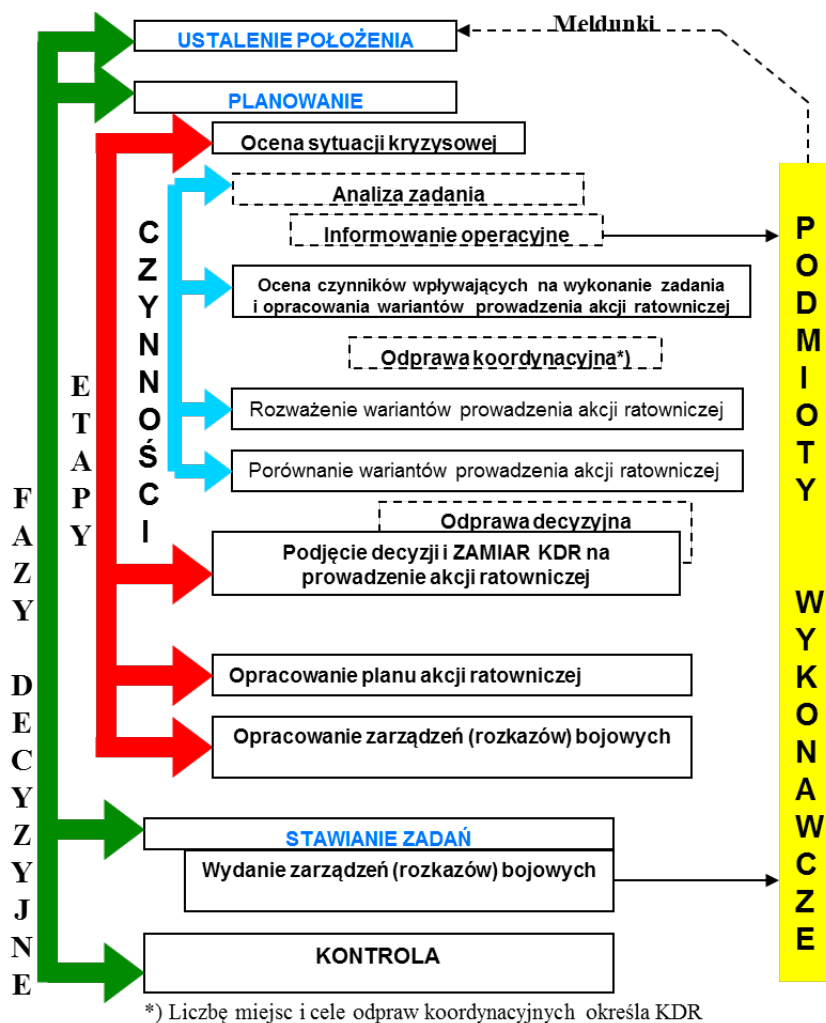 USTALENIE POŁOŻENIA
Meldunki
PLANOWANIE
Ocena sytuacji kryzysowej
Analiza zadania
Informowanie operacyjne
Ocena czynników wpływających na wykonanie zadania
i opracowania wariantów prowadzenia akcji ratowniczej
Odprawa koordynacyjna*)
Rozważenie wariantów prowadzenia akcji ratowniczej
Porównanie wariantów prowadzenia akcji ratowniczej
Odprawa decyzyjna
Podjęcie decyzji i ZAMIAR KDR na
prowadzenie akcji ratowniczej
Opracowanie planu akcji ratowniczej
Opracowanie zarządzeń (rozkazów) bojowych
STAWIANIE ZADAŃ
Wydanie zarządzeń (rozkazów) bojowych
KONTROLA
FAZY DECYZYJNE
ETAPY
CZYNNOŚCI
PODMIOTY WYKONAWCZE
*) Liczbę miejsc i cele odpraw koordynacyjnych określa KDR